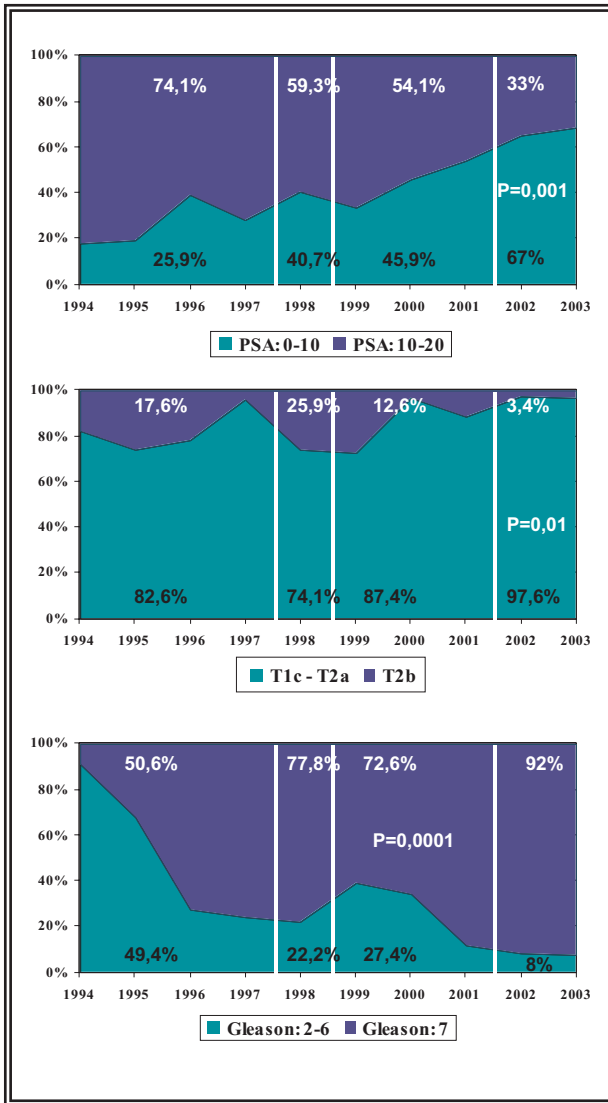 100%
74,1% 59,3% 54,1% 33%
80%
60%
P=0,001
40%
20%
25,9% 40,7% 45,9% 67%
0%
1994 1995 1996 1997 1998 1999 2000 2001 2002 2003
PSA: 0-10 PSA: 10-20
100%
17,6% 25,9% 12,6% 3,4%
80%
60%
40%
P=0,01
20%
82,6% 74,1% 87,4% 97,6%
0%
1994 1995 1996 1997 1998 1999 2000 2001 2002 2003
T1c - T2a T2b
100%
50,6% 77,8% 72,6% 92%
80%
60%
P=0,0001
40%
20%
49,4% 22,2% 27,4% 8%
0%
1994 1995 1996 1997 1998 1999 2000 2001 2002 2003
Gleason: 2-6 Gleason: 7